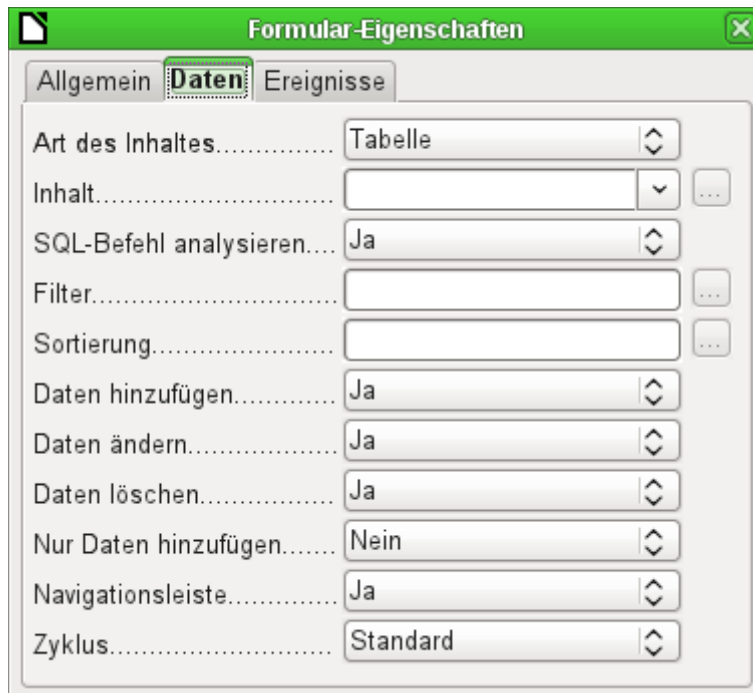 Formular-Eigenschaften
Allgemein Daten Ereignisse
Art des Inhaltes............... Tabelle
Inhalt.............................. ...
SQL-Befehl analysieren.... Ja
Filter.............................. ...
Sortierung....................... ...
Daten hinzufügen............. Ja
Daten ändern................... Ja
Daten löschen.................. Ja
Nur Daten hinzufügen....... Nein
Navigationsleiste.............. Ja
Zyklus............................ Standard